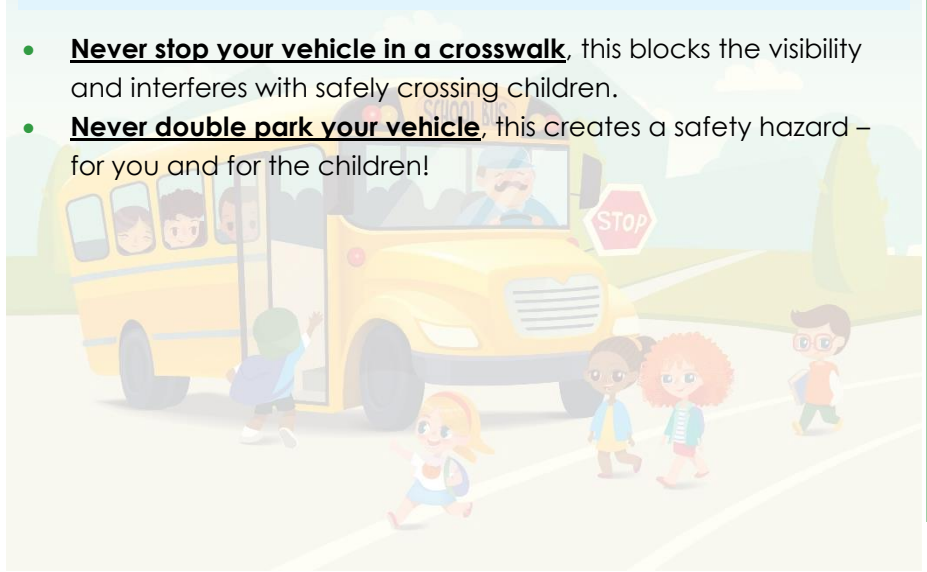 • Never stop your vehicle in a crosswalk, this blocks the visibility
and interferes with safely crossing children.
• Never double park your vehicle, this creates a safety hazard –
for you and for the children!
SCHOOL BUS
STOP